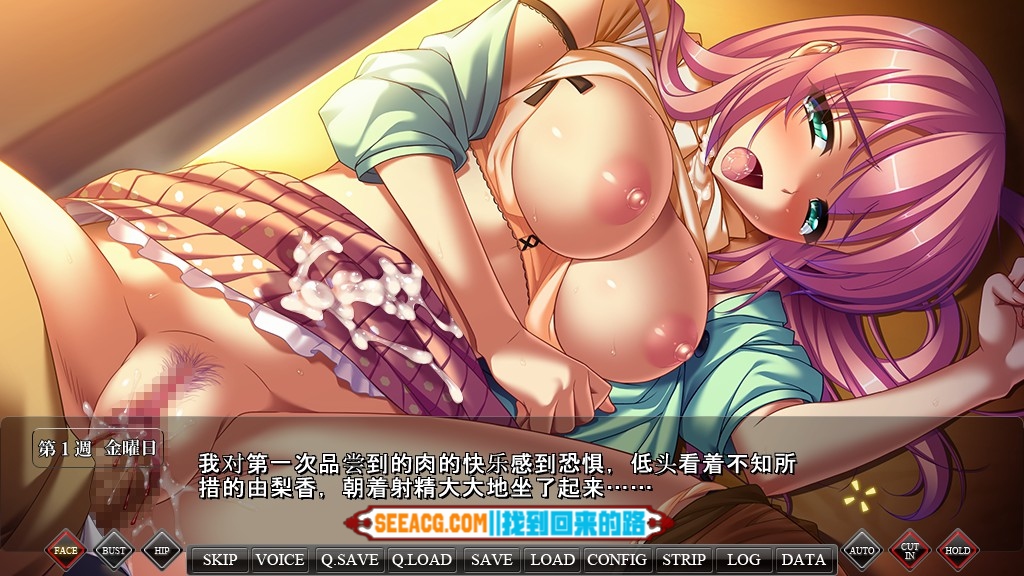 第1週 金曜日
我对第一次品尝到的肉的快乐感到恐惧，低头看着不知所
措的由梨香，朝着射精大大地坐了起来……
SEEACG.COM||找到回来的路
FACE BUST HIP SKIP VOICE Q.SAVE Q.LOAD SAVE LOAD CONFIG STRIP LOG DATA AUTO CUT IN HOLD